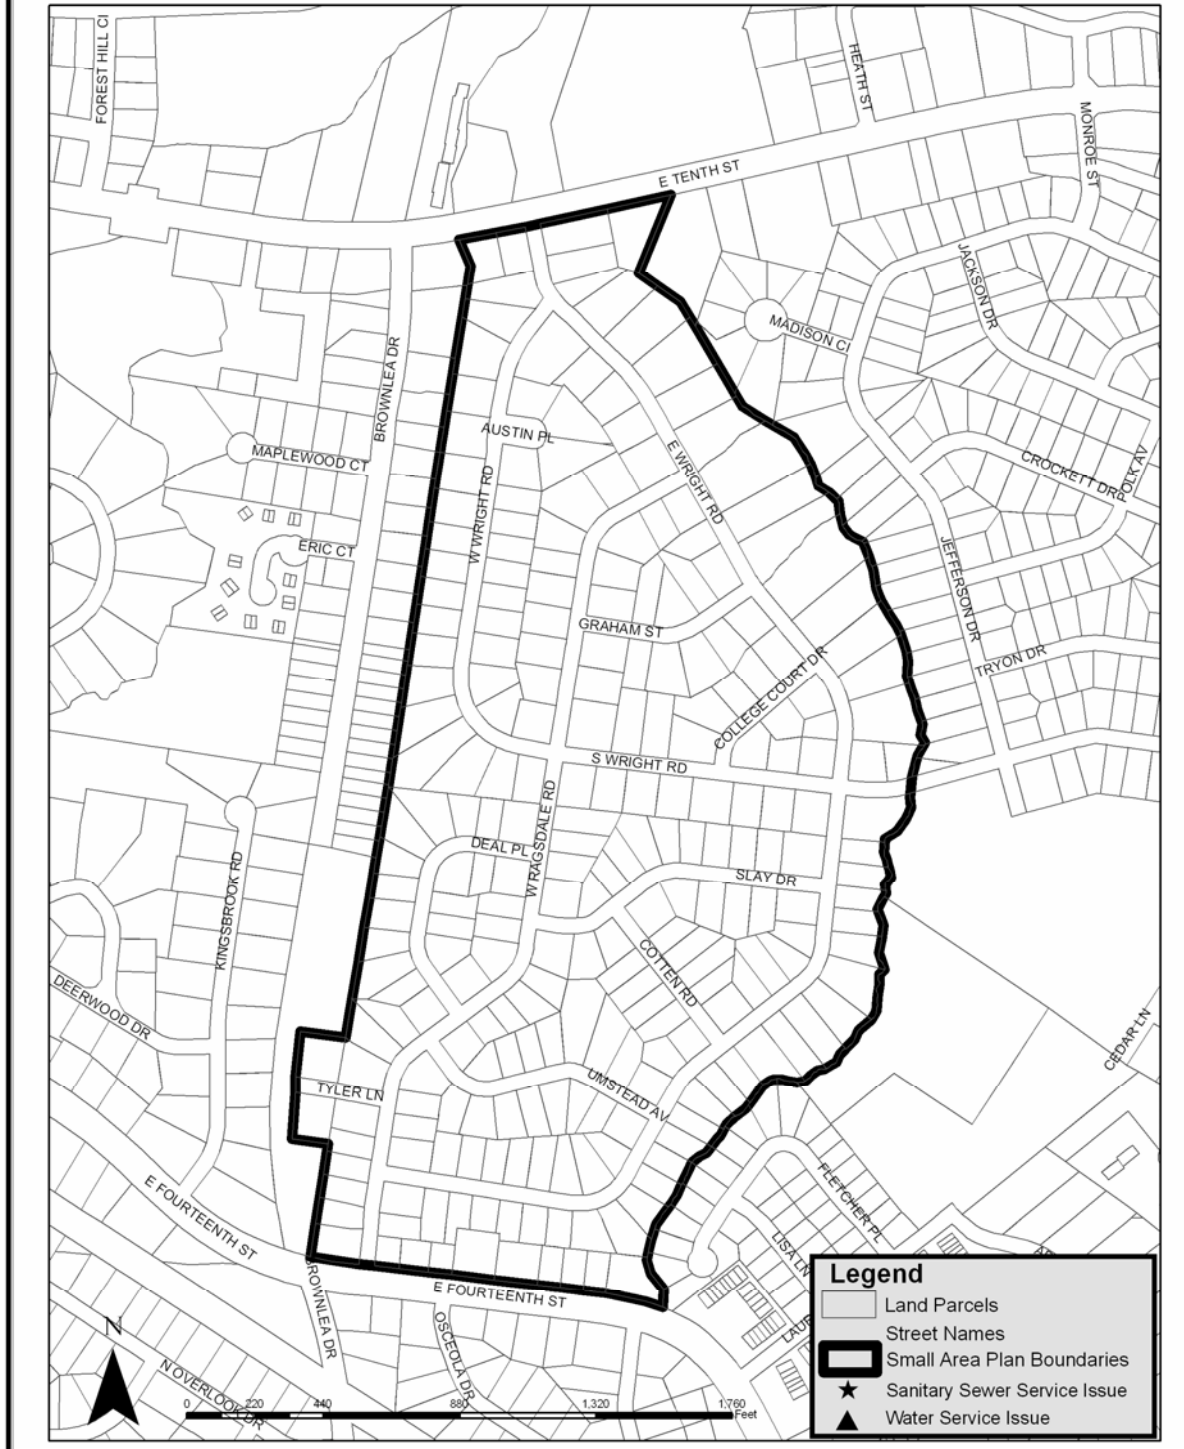 FOREST HILL CI
HEATH ST
MONROE ST
E TENTH ST
JACKSON DR
MADISON CI
BROWNLEA DR
AUSTIN PL
E WRIGHT RD
MAPLEWOOD CT
CROCKETT DR
POLK AV
W WRIGHT RD
ERIC CT
JEFFERSON DR
GRAHAM ST
TRYON DR
COLLEGE COURT DR
S WRIGHT RD
W RAGSDALE RD
DEAL PL
SLAY DR
KINGSBROOK RD
COTTEN RD
DEERWOOD DR
CEDAR LN
TYLER LN
UMSTEAD AV
E FOURTEENTH ST
FLETCHER PL
LISA LN
E FOURTEENTH ST
BROWNLEA DR
OSCEOLA DR
N OVERLOOK DR
N
0 220 440 880 1,320 1,760
Feet
Legend
Land Parcels
Street Names
Small Area Plan Boundaries
Sanitary Sewer Service Issue
Water Service Issue